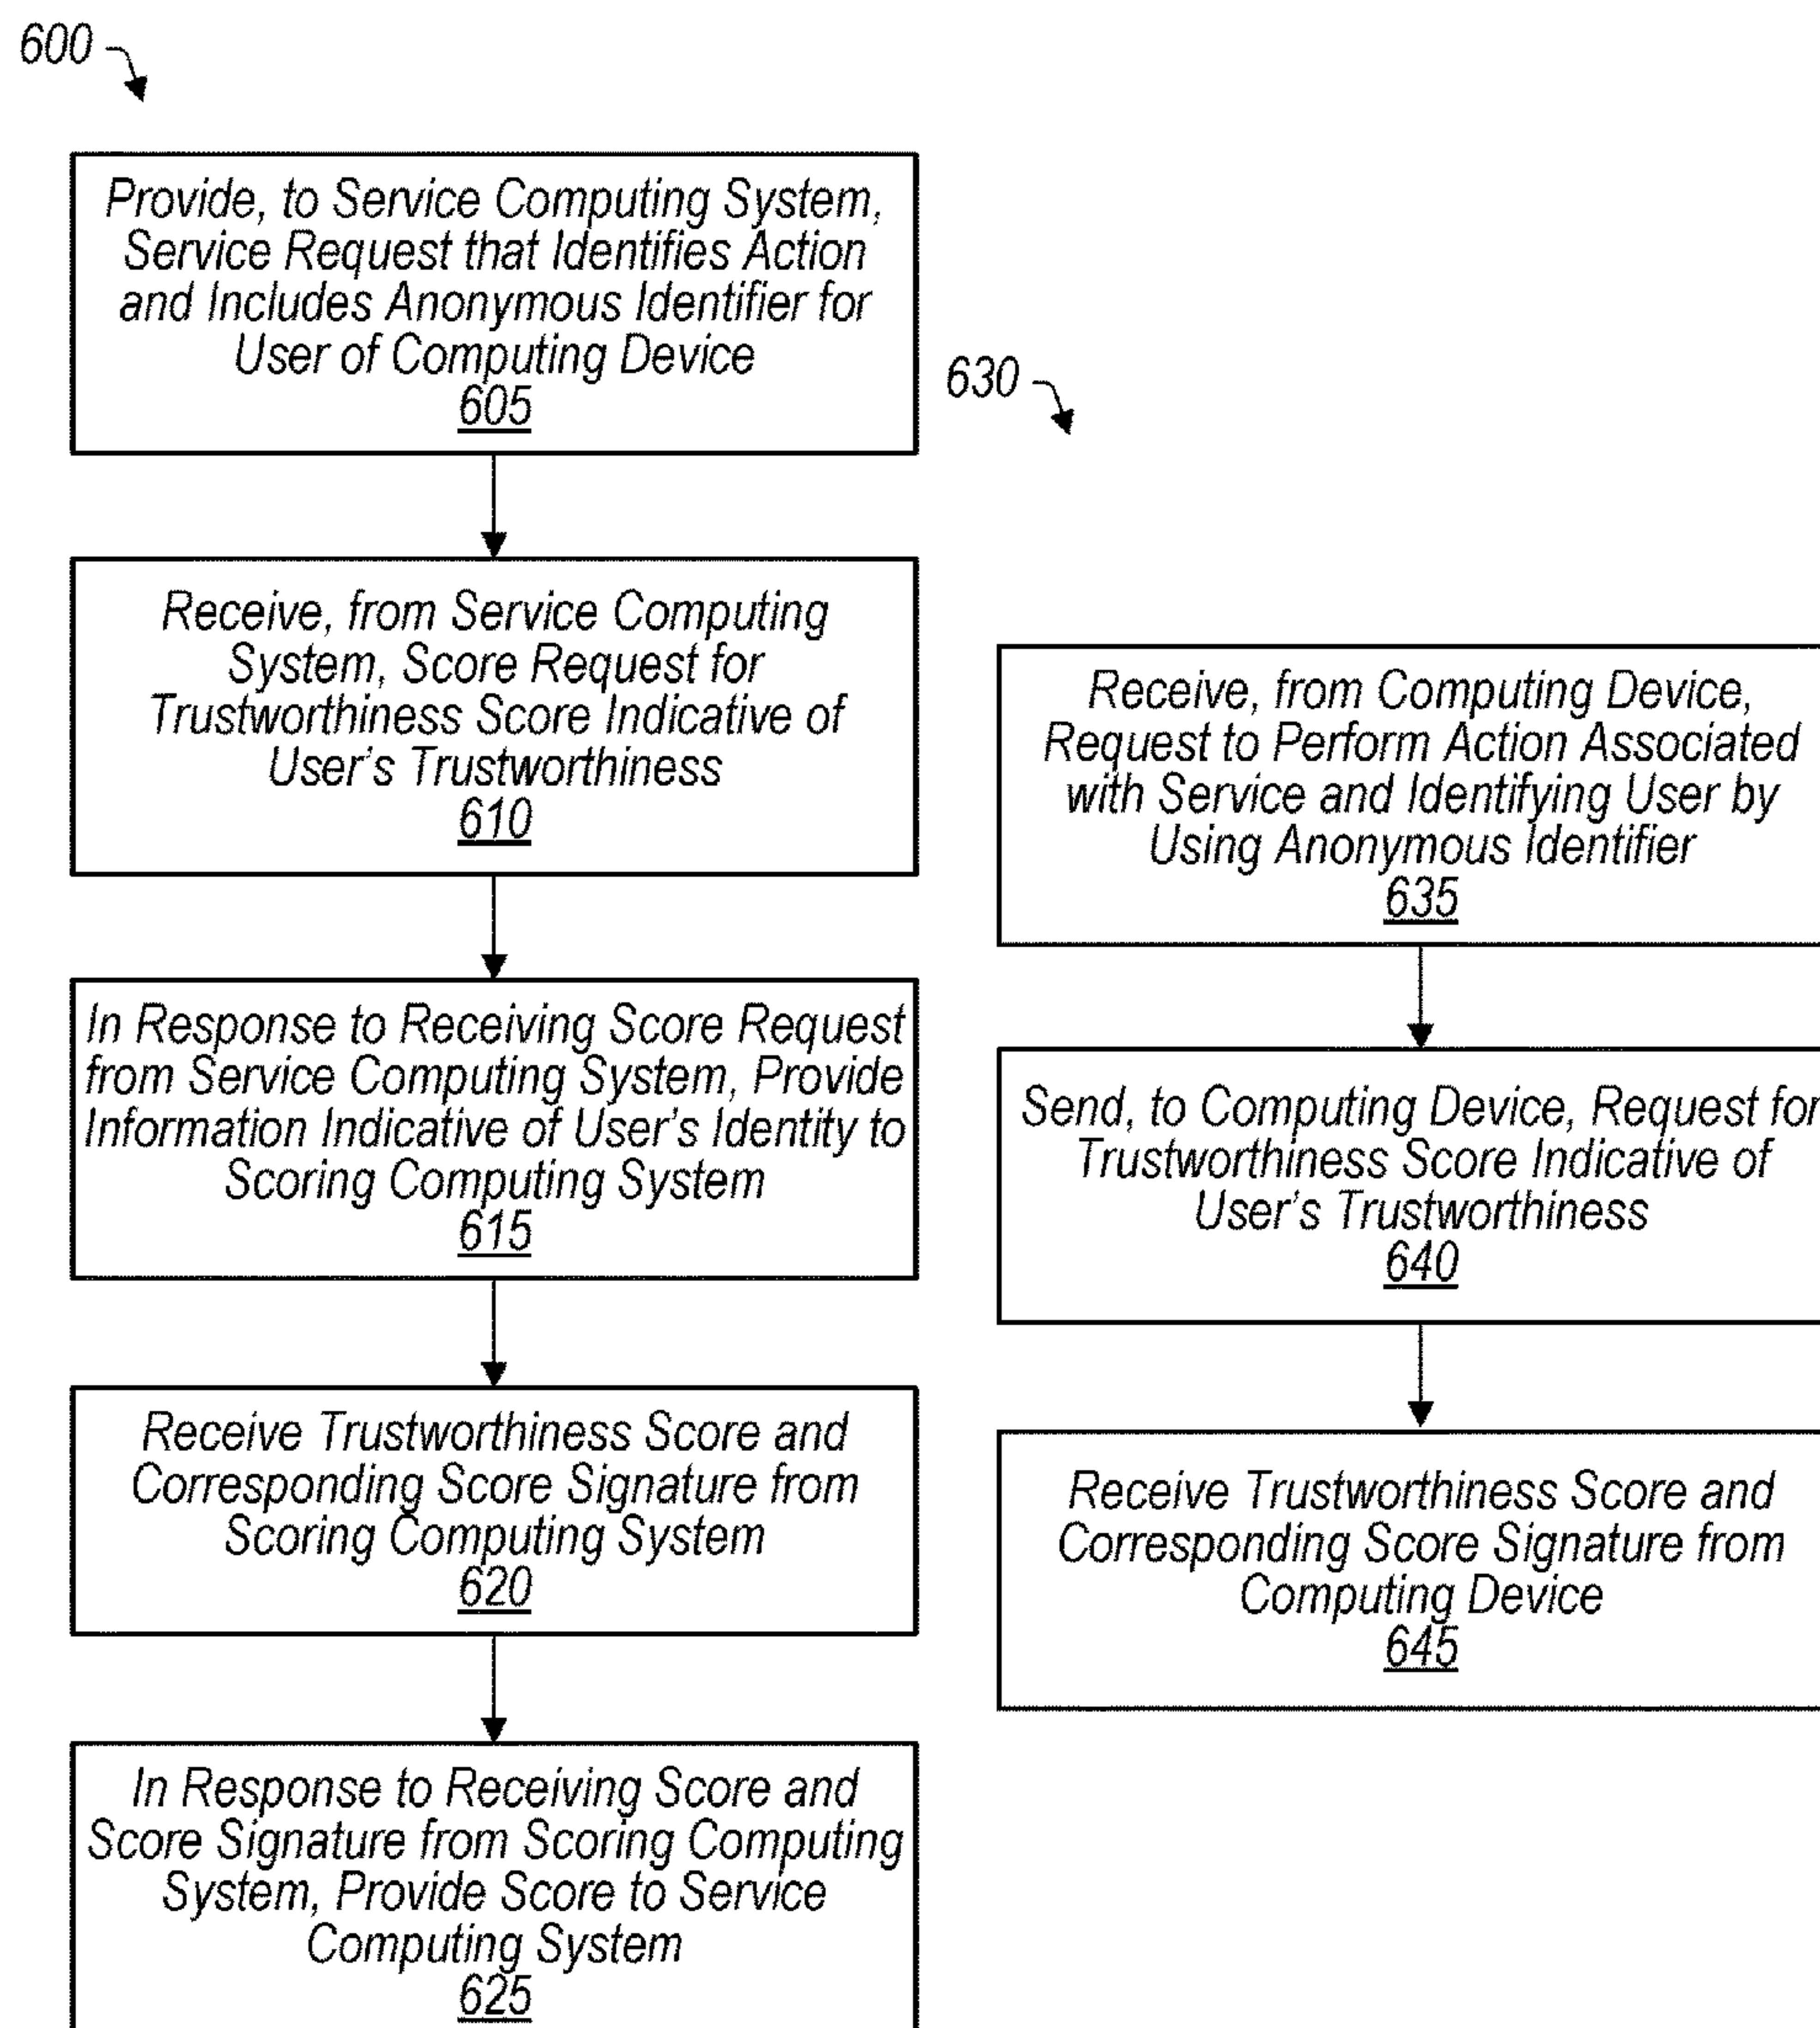 600
Provide, to Service Computing System,
Service Request that Identifies Action
and Includes Anonymous Identifier for
User of Computing Device
605
Receive, from Service Computing
System, Score Request for
Trustworthiness Score Indicative of
User's Trustworthiness
610
In Response to Receiving Score Request
from Service Computing System, Provide
Information Indicative of User's Identity to
Scoring Computing System
615
Receive Trustworthiness Score and
Corresponding Score Signature from
Scoring Computing System
620
In Response to Receiving Score and
Score Signature from Scoring Computing
System, Provide Score to Service
Computing System
625
630
Receive, from Computing Device,
Request to Perform Action Associated
with Service and Identifying User by
Using Anonymous Identifier
635
Send, to Computing Device, Request for
Trustworthiness Score Indicative of
User's Trustworthiness
640
Receive Trustworthiness Score and
Corresponding Score Signature from
Computing Device
645